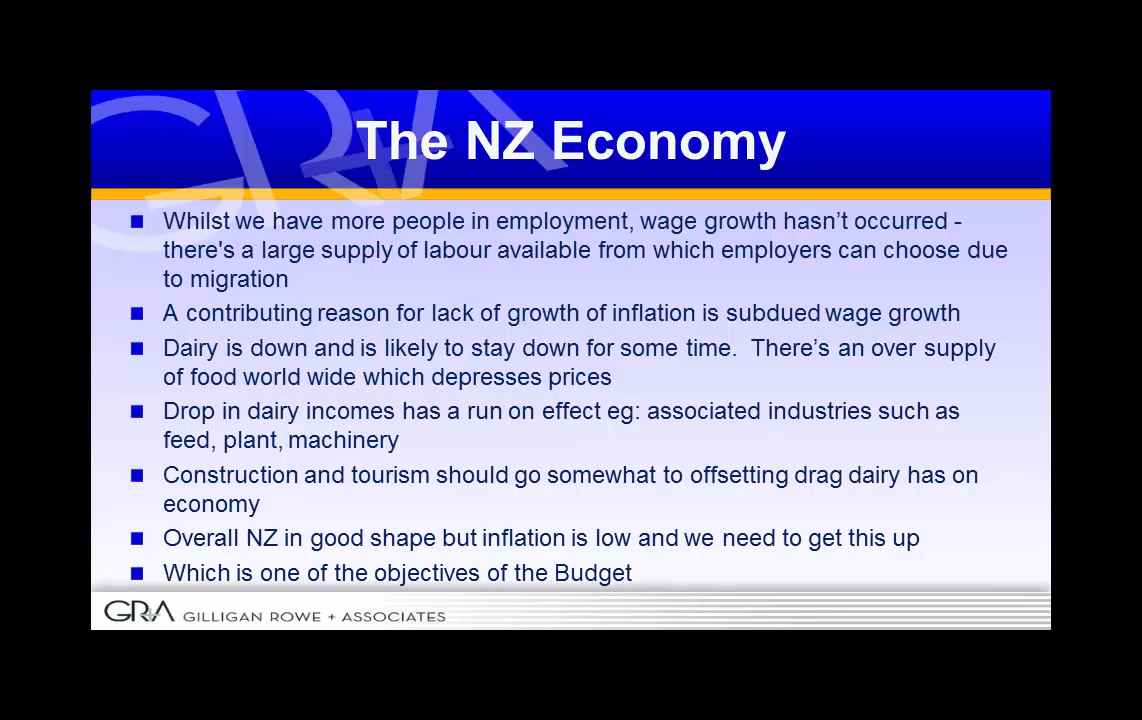 The NZ Economy
Whilst we have more people in employment, wage growth hasn’t occurred -
there's a large supply of labour available from which employers can choose due
to migration
A contributing reason for lack of growth of inflation is subdued wage growth
Dairy is down and is likely to stay down for some time.  There’s an over supply
of food world wide which depresses prices
Drop in dairy incomes has a run on effect eg: associated industries such as
feed, plant, machinery
Construction and tourism should go somewhat to offsetting drag dairy has on
economy
Overall NZ in good shape but inflation is low and we need to get this up
Which is one of the objectives of the Budget
GRA GILLIGAN ROWE + ASSOCIATES